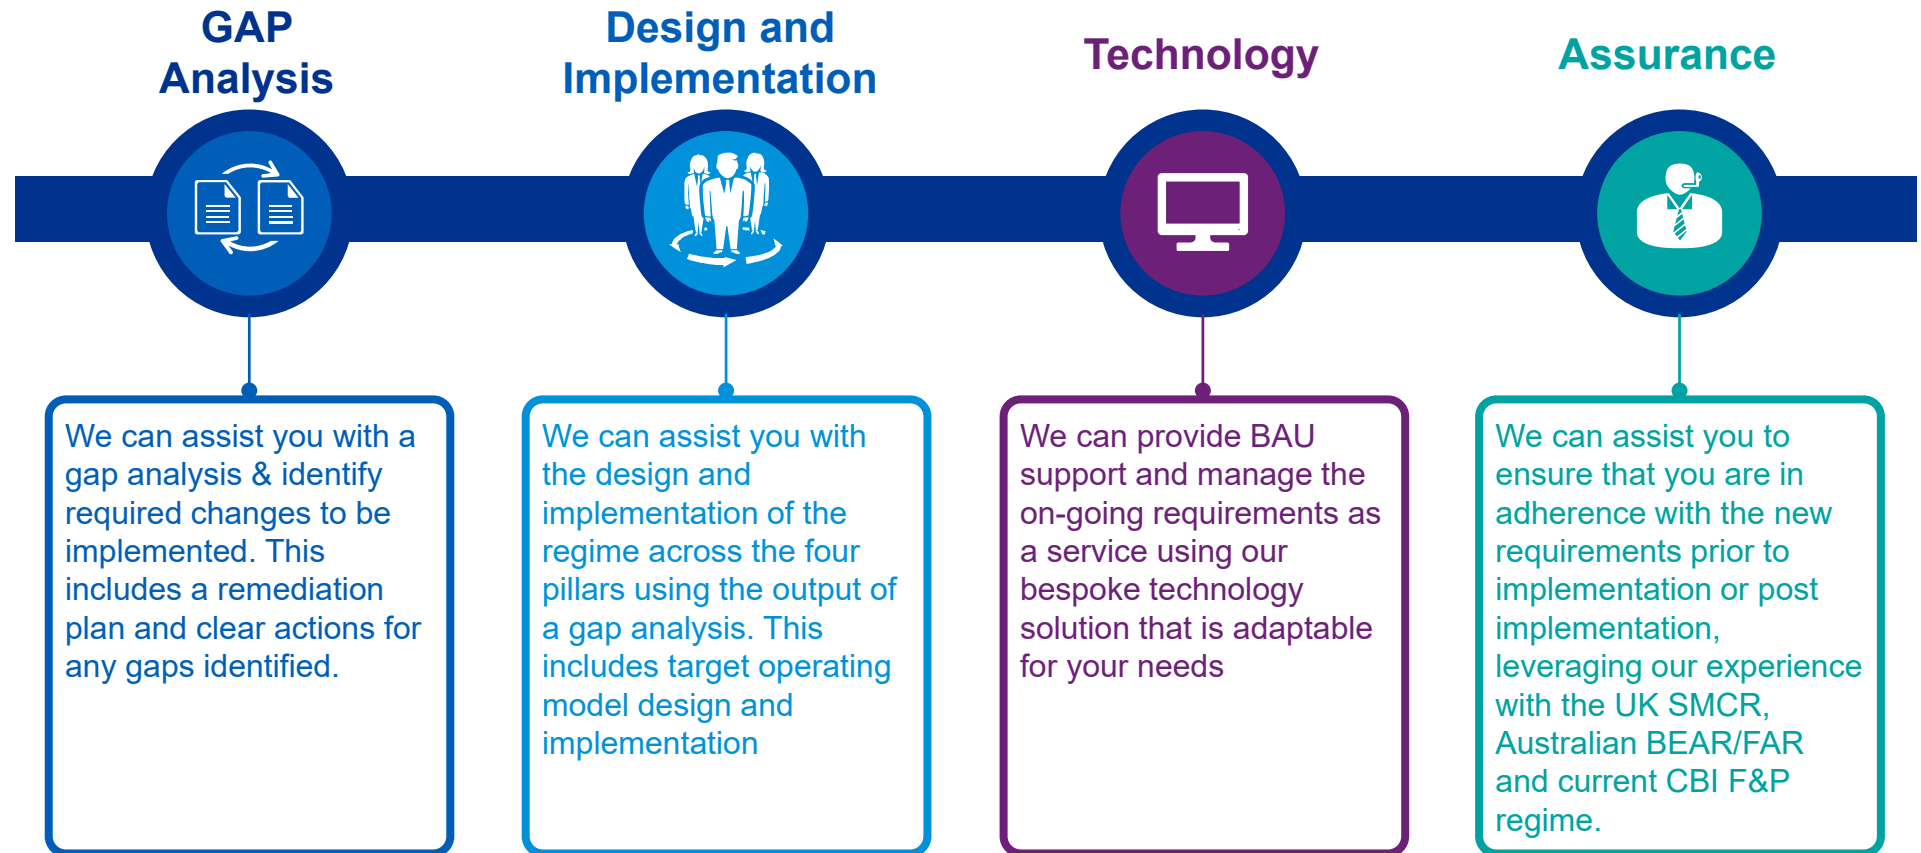 GAP
Analysis
Design and
Implementation
Technology
Assurance
We can assist you with a
gap analysis & identify
required changes to be
implemented. This
includes a remediation
plan and clear actions for
any gaps identified.
We can assist you with
the design and
implementation of the
regime across the four
pillars using the output of
a gap analysis. This
includes target operating
model design and
implementation
We can provide BAU
support and manage the
on-going requirements as
a service using our
bespoke technology
solution that is adaptable
for your needs
We can assist you to
ensure that you are in
adherence with the new
requirements prior to
implementation or post
implementation,
leveraging our experience
with the UK SMCR,
Australian BEAR/FAR
and current CBI F&P
regime.